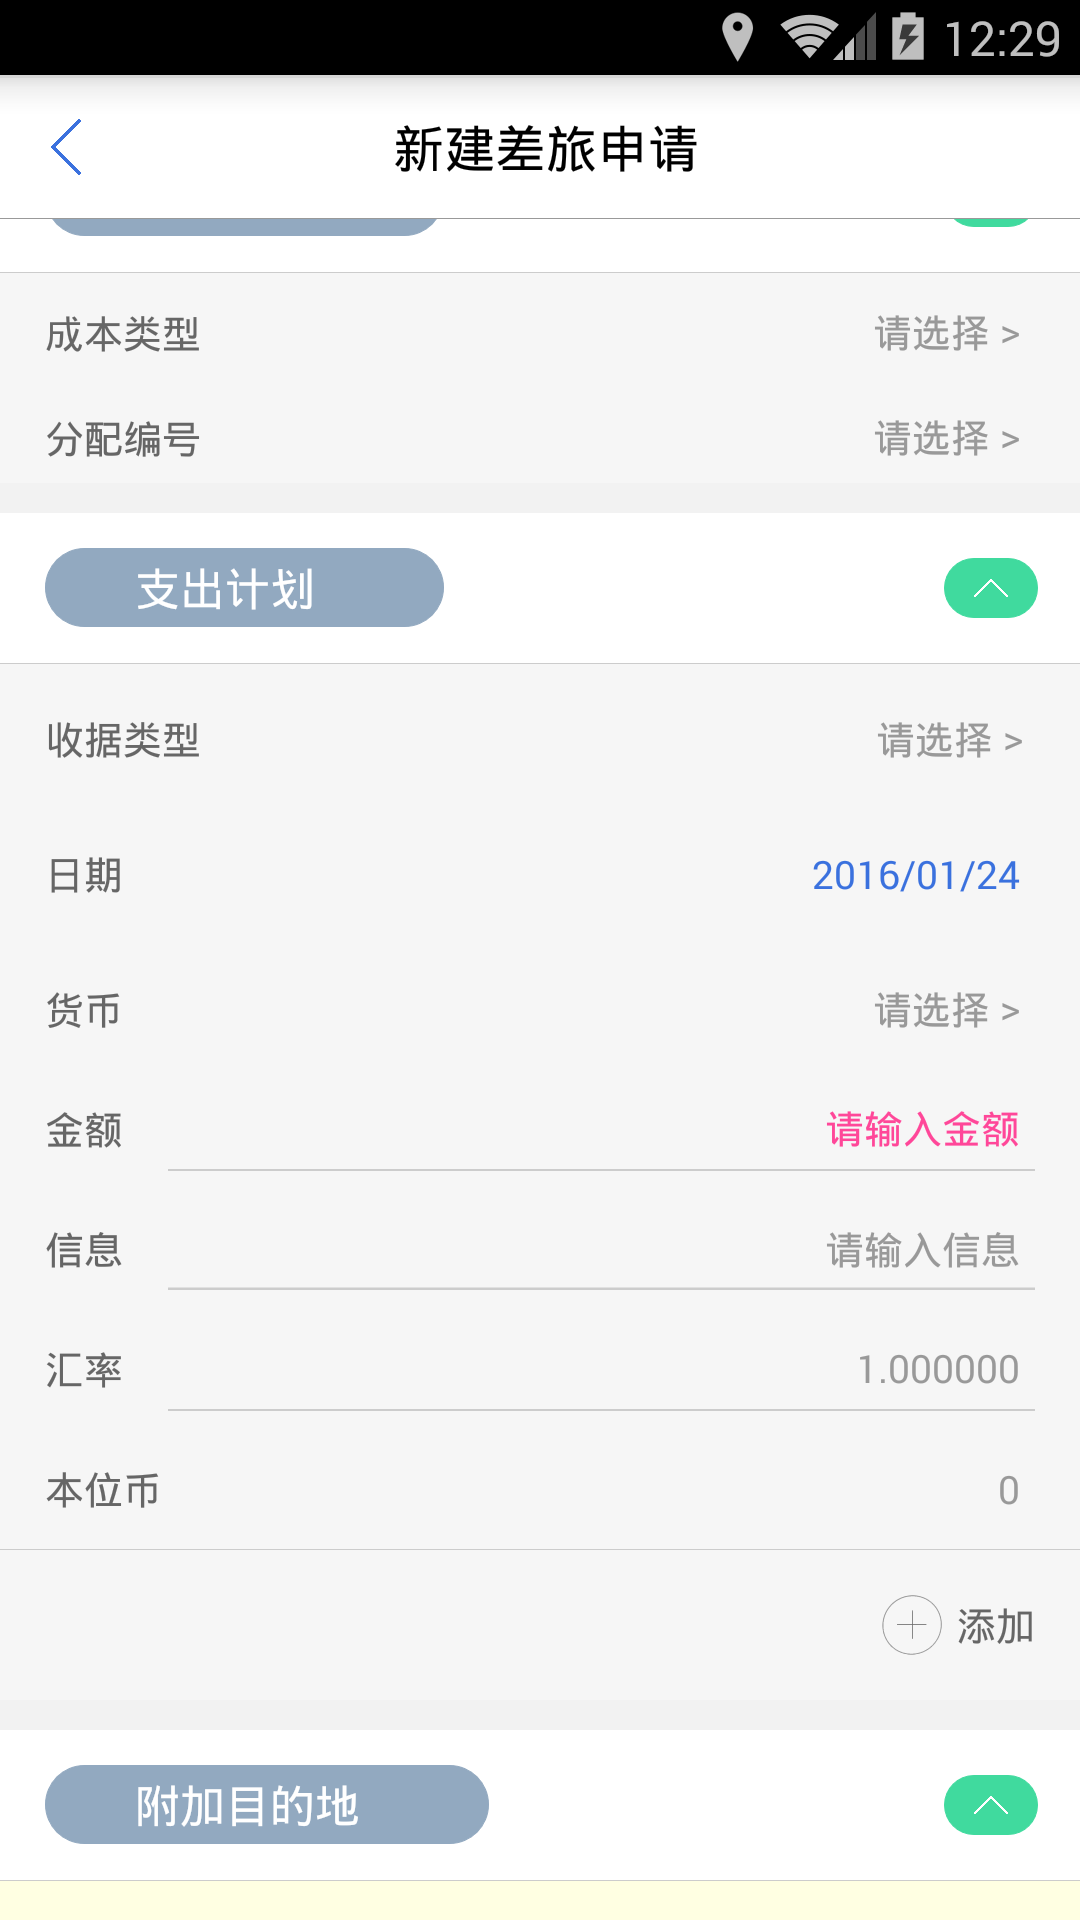 12:29
新建差旅申请
成本类型 请选择 >
分配编号 请选择 >
支出计划
收据类型 请选择 >
日期 2016/01/24
货币 请选择 >
金额 请输入金额
信息 请输入信息
汇率 1.000000
本位币 0
添加
附加目的地